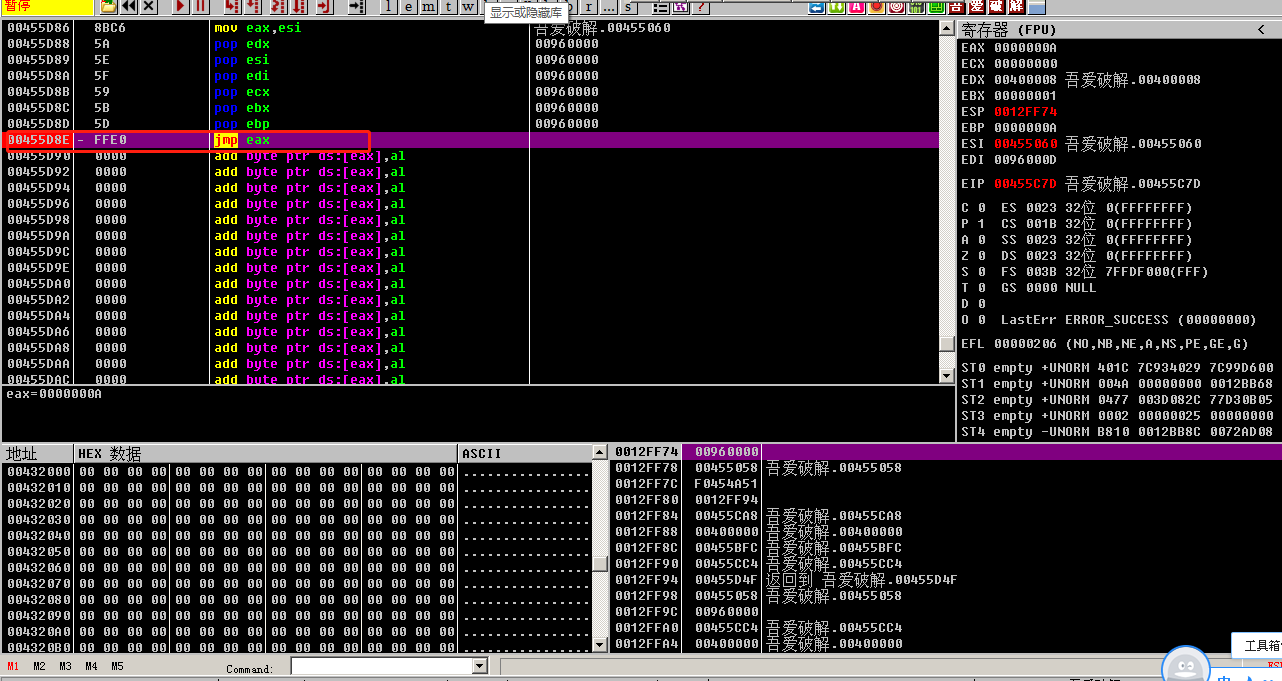 暂停
l e m t w r ... s ?
吾 爱 破 解
显示或隐藏库
00455D86 8BC6 mov eax,esi 吾爱破解.00455060
00455D88 5A pop edx 00960000
00455D89 5E pop esi 00960000
00455D8A 5F pop edi 00960000
00455D8B 59 pop ecx 00960000
00455D8C 5B pop ebx 00960000
00455D8D 5D pop ebp 00960000
00455D8E - FFE0 jmp eax
00455D90 0000 add byte ptr ds:[eax],al
00455D92 0000 add byte ptr ds:[eax],al
00455D94 0000 add byte ptr ds:[eax],al
00455D96 0000 add byte ptr ds:[eax],al
00455D98 0000 add byte ptr ds:[eax],al
00455D9A 0000 add byte ptr ds:[eax],al
00455D9C 0000 add byte ptr ds:[eax],al
00455D9E 0000 add byte ptr ds:[eax],al
00455DA0 0000 add byte ptr ds:[eax],al
00455DA2 0000 add byte ptr ds:[eax],al
00455DA4 0000 add byte ptr ds:[eax],al
00455DA6 0000 add byte ptr ds:[eax],al
00455DA8 0000 add byte ptr ds:[eax],al
00455DAA 0000 add byte ptr ds:[eax],al
00455DAC 0000 add byte ptr ds:[eax],al
eax=0000000A
寄存器 (FPU) <
EAX 0000000A
ECX 00000000
EDX 00400008 吾爱破解.00400008
EBX 00000001
ESP 0012FF74
EBP 0000000A
ESI 00455060 吾爱破解.00455060
EDI 0096000D
EIP 00455C7D 吾爱破解.00455C7D
C 0 ES 0023 32位 0(FFFFFFFF)
P 1 CS 001B 32位 0(FFFFFFFF)
A 0 SS 0023 32位 0(FFFFFFFF)
Z 0 DS 0023 32位 0(FFFFFFFF)
S 0 FS 003B 32位 7FFDF000(FFF)
T 0 GS 0000 NULL
D 0
O 0 LastErr ERROR_SUCCESS (00000000)
EFL 00000206 (NO,NB,NE,A,NS,PE,GE,G)
ST0 empty +UNORM 401C 7C934029 7C99D600
ST1 empty +UNORM 004A 00000000 0012BB68
ST2 empty +UNORM 0477 003D082C 77D30B05
ST3 empty +UNORM 0002 00000025 00000000
ST4 empty -UNORM B810 0012BB8C 0072AD08
地址 HEX 数据 ASCII
00432000 00 00 00 00 00 00 00 00 00 00 00 00 00 00 00 00 ................
00432010 00 00 00 00 00 00 00 00 00 00 00 00 00 00 00 00 ................
00432020 00 00 00 00 00 00 00 00 00 00 00 00 00 00 00 00 ................
00432030 00 00 00 00 00 00 00 00 00 00 00 00 00 00 00 00 ................
00432040 00 00 00 00 00 00 00 00 00 00 00 00 00 00 00 00 ................
00432050 00 00 00 00 00 00 00 00 00 00 00 00 00 00 00 00 ................
00432060 00 00 00 00 00 00 00 00 00 00 00 00 00 00 00 00 ................
00432070 00 00 00 00 00 00 00 00 00 00 00 00 00 00 00 00 ................
00432080 00 00 00 00 00 00 00 00 00 00 00 00 00 00 00 00 ................
00432090 00 00 00 00 00 00 00 00 00 00 00 00 00 00 00 00 ................
004320A0 00 00 00 00 00 00 00 00 00 00 00 00 00 00 00 00 ................
004320B0 00 00 00 00 00 00 00 00 00 00 00 00 00 00 00 00 ................
0012FF74 00960000
0012FF78 00455058 吾爱破解.00455058
0012FF7C F0454A51
0012FF80 0012FF94
0012FF84 00455CA8 吾爱破解.00455CA8
0012FF88 00400000 吾爱破解.00400000
0012FF8C 00455BFC 吾爱破解.00455BFC
0012FF90 00455CC4 吾爱破解.00455CC4
0012FF94 00455D4F 返回到 吾爱破解.00455D4F
0012FF98 00455058 吾爱破解.00455058
0012FF9C 00960000
0012FFA0 00455CC4 吾爱破解.00455CC4
0012FFA4 00400000 吾爱破解.00400000
工具箱
M1 M2 M3 M4 M5 Command: